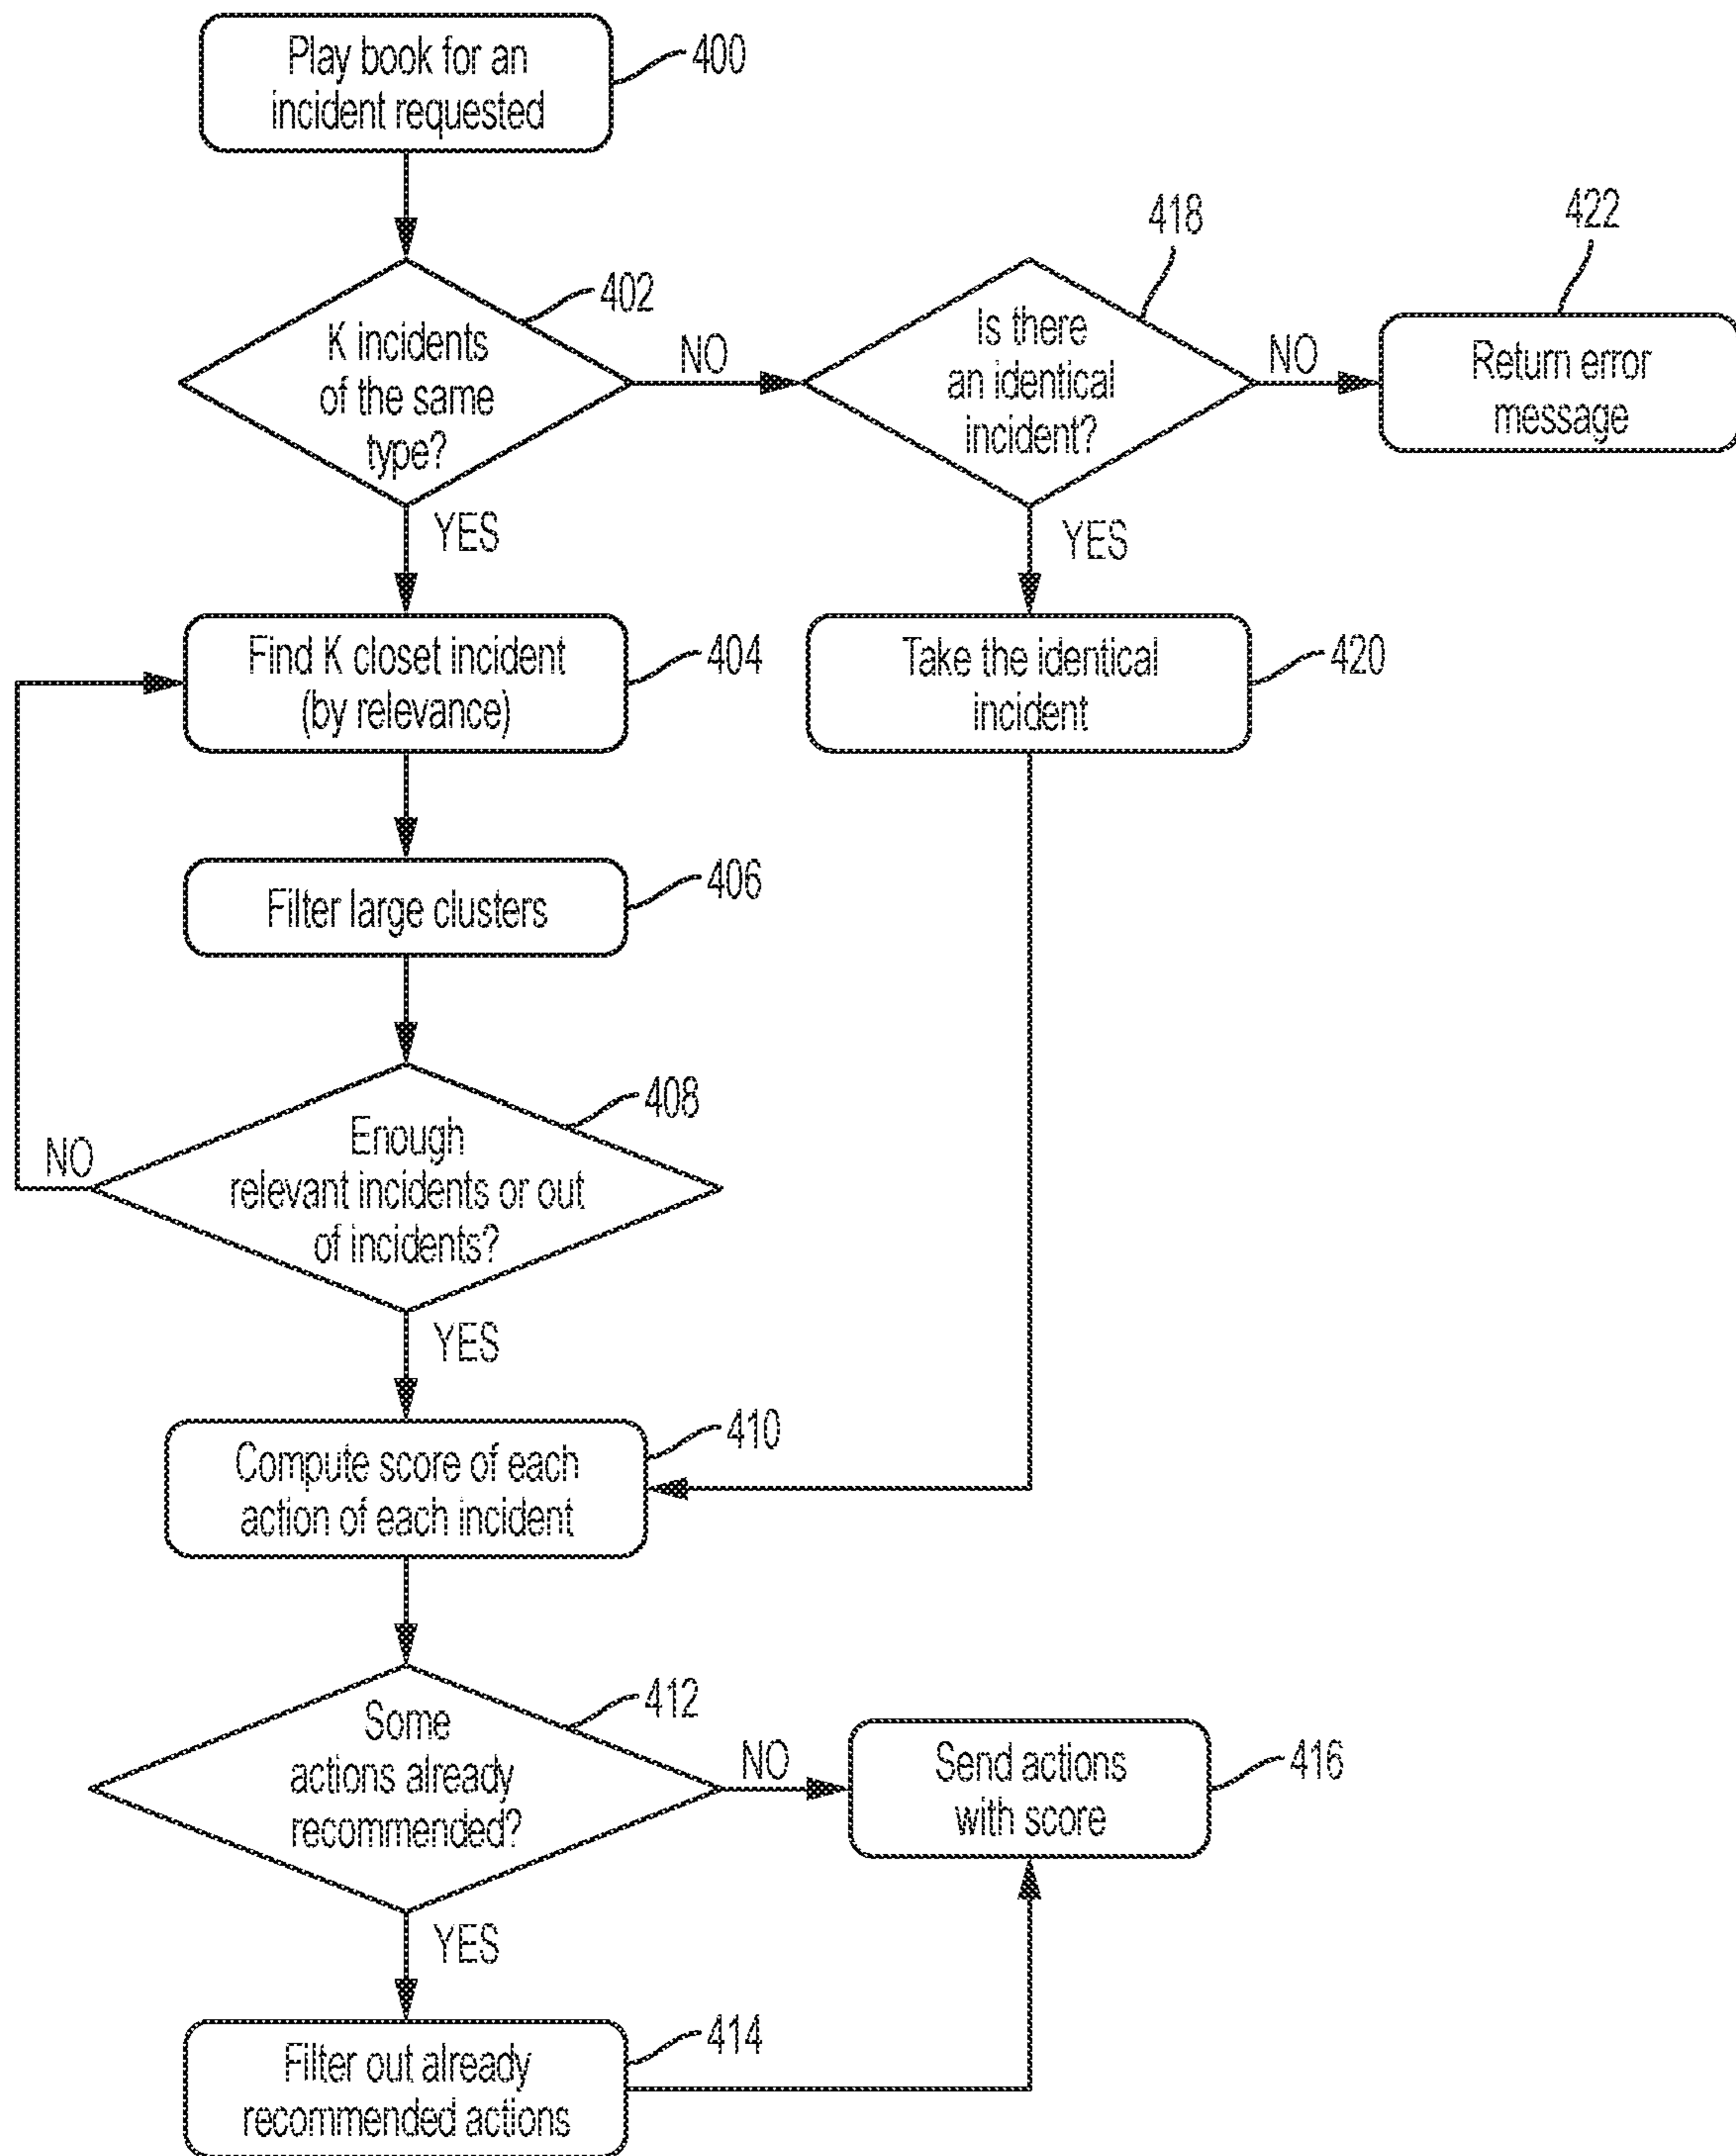 Play book for an
incident requested
400
K incidents
of the same
type?
402
NO
Is there
an identical
incident?
418
NO
Return error
message
422
YES
YES
Find K closet incident
(by relevance)
404
Take the identical
incident
420
Filter large clusters
406
Enough
relevant incidents or out
of incidents?
408
NO
YES
Compute score of each
action of each incident
410
Some
actions already
recommended?
412
NO
Send actions
with score
416
YES
Filter out already
recommended actions
414